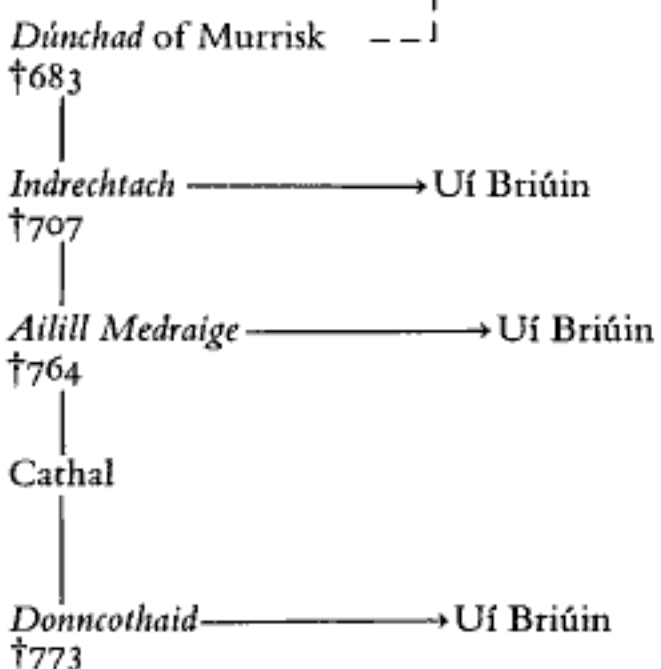 Dúnchad of Murrisk
†683
Indrechtach Uí Briúin
†707
Ailill Medraige Uí Briúin
†764
Cathal
Donncothaid Uí Briúin
†773